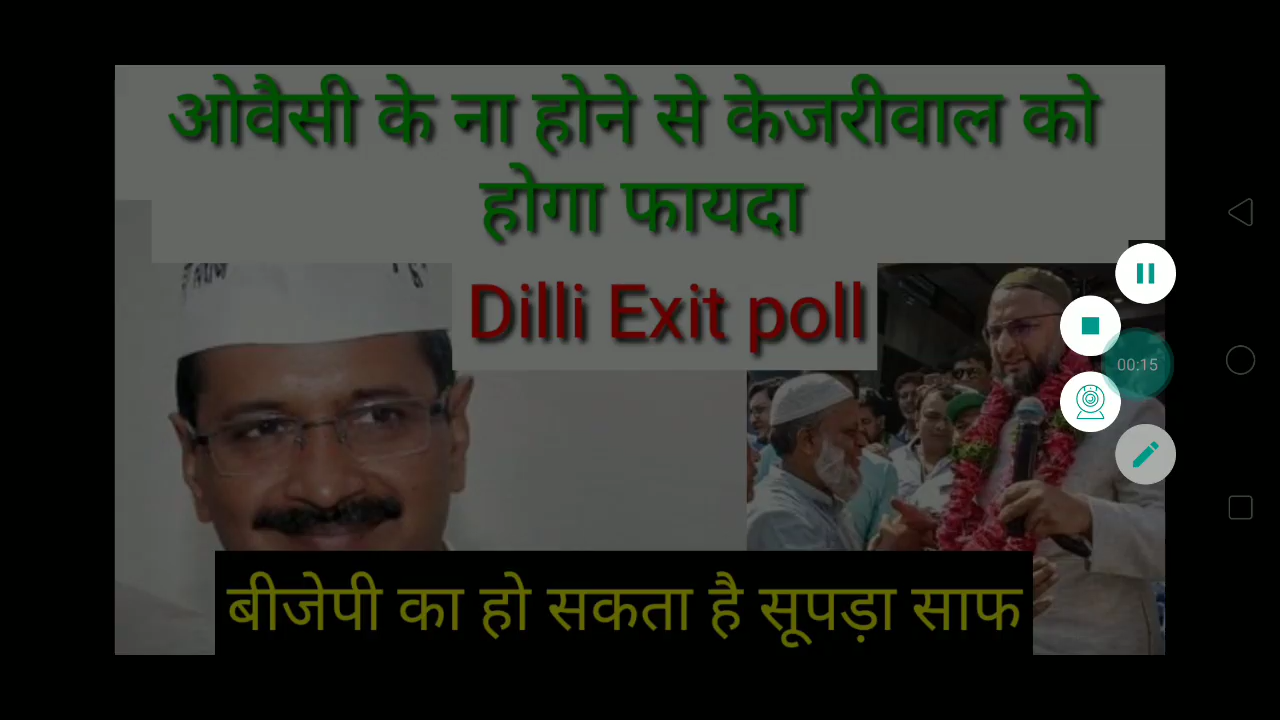 ओवैसी के ना होने से केजरीवाल को
होगा फायदा
Dilli Exit poll
00:15
बीजेपी का हो सकता है सूपड़ा साफ